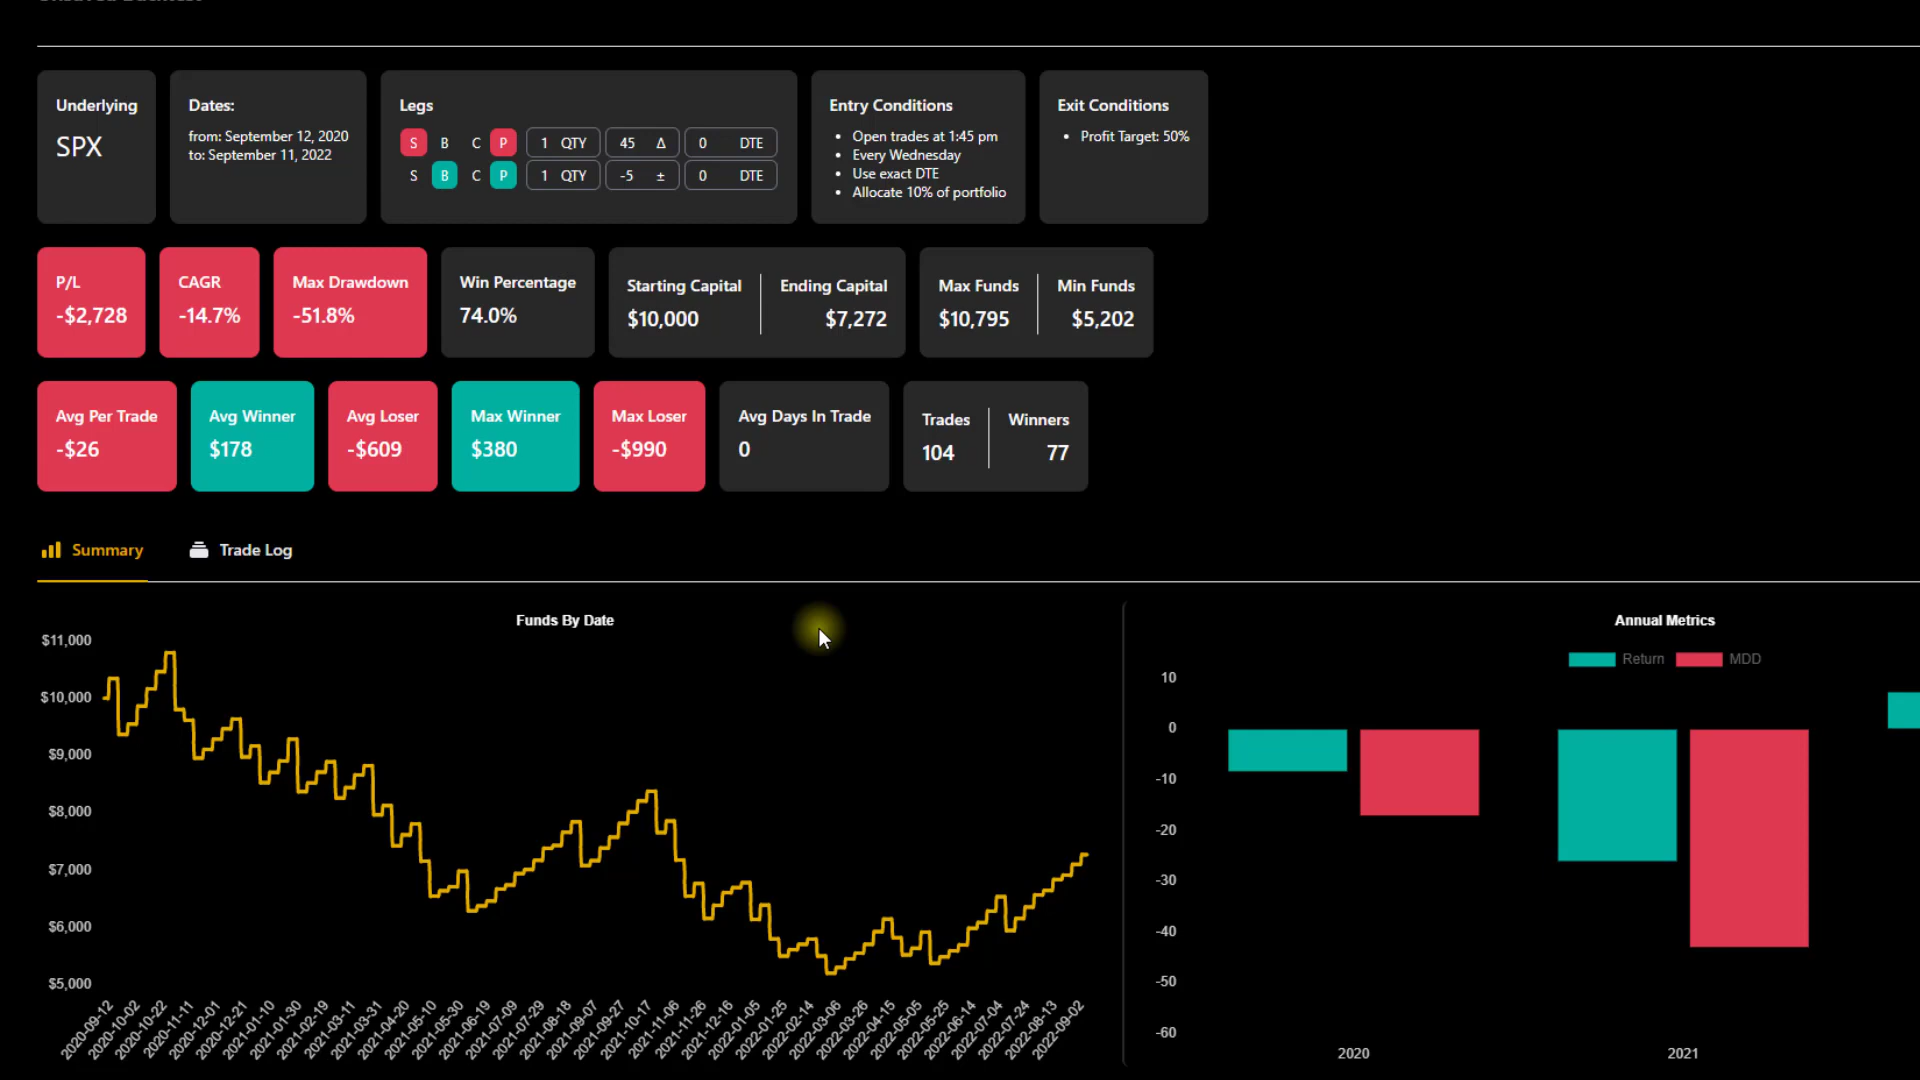 Underlying
SPX
Dates:
from: September 12, 2020
to: September 11, 2022
Legs
S B C P 1 QTY 45 Δ 0 DTE
S B C P 1 QTY -5 ± 0 DTE
Entry Conditions
• Open trades at 1:45 pm
• Every Wednesday
• Use exact DTE
• Allocate 10% of portfolio
Exit Conditions
• Profit Target: 50%
P/L
-$2,728
CAGR
-14.7%
Max Drawdown
-51.8%
Win Percentage
74.0%
Starting Capital
$10,000
Ending Capital
$7,272
Max Funds
$10,795
Min Funds
$5,202
Avg Per Trade
-$26
Avg Winner
$178
Avg Loser
-$609
Max Winner
$380
Max Loser
-$990
Avg Days In Trade
0
Trades
104
Winners
77
Summary
Trade Log
Funds By Date
$11,000
$10,000
$9,000
$8,000
$7,000
$6,000
$5,000
2020-09-12
2020-10-02
2020-10-22
2020-11-11
2020-12-01
2020-12-21
2021-01-10
2021-01-30
2021-02-19
2021-03-11
2021-03-31
2021-04-20
2021-05-10
2021-05-30
2021-06-19
2021-07-09
2021-07-29
2021-08-18
2021-09-07
2021-09-27
2021-10-17
2021-11-06
2021-11-26
2021-12-16
2022-01-05
2022-01-25
2022-02-14
2022-03-06
2022-03-26
2022-04-15
2022-05-05
2022-05-25
2022-06-14
2022-07-04
2022-07-24
2022-08-13
2022-09-02
Annual Metrics
Return MDD
10
0
-10
-20
-30
-40
-50
-60
2020
2021